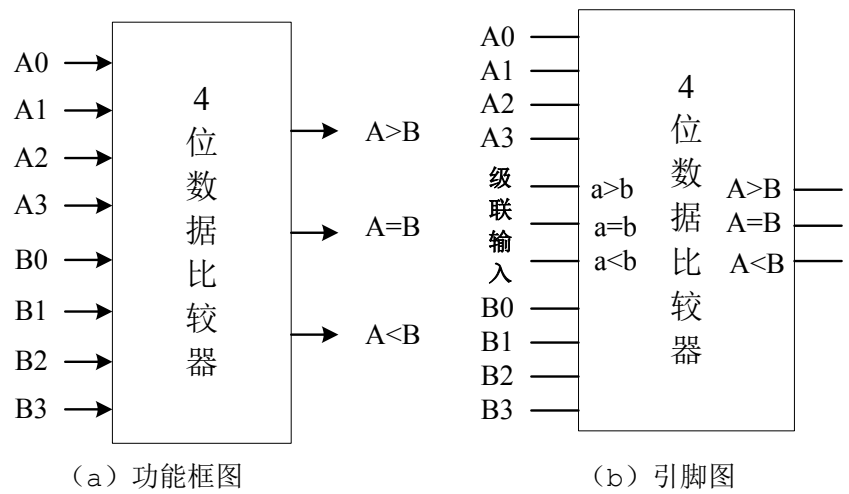 A0
A1
A2
A3
B0
B1
B2
B3
4位数据比较器
A>B
A=B
A<B
（a）功能框图
A0
A1
A2
A3
级联输入
a>b
a=b
a<b
B0
B1
B2
B3
4位数据比较器
A>B
A=B
A<B
（b）引脚图